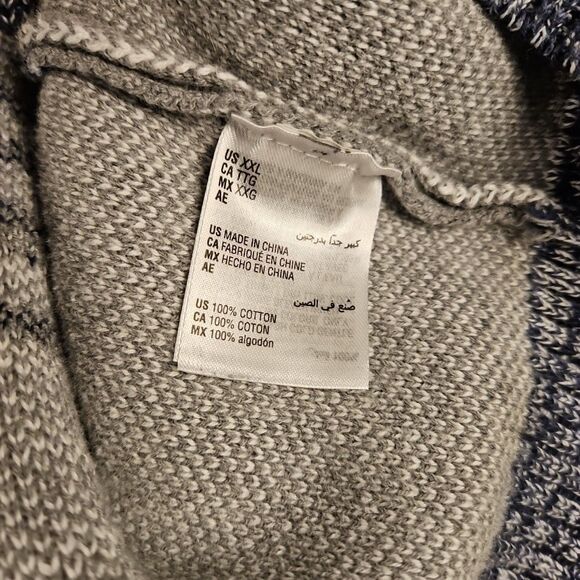 US XXL
CA TTG
MX XXG
AE
كبير جداً بدرجتين
US MADE IN CHINA
CA FABRIQUÉ EN CHINE
MX HECHO EN CHINA
AE
صُنع في الصين
US 100% COTTON
CA 100% COTON
MX 100% algodón